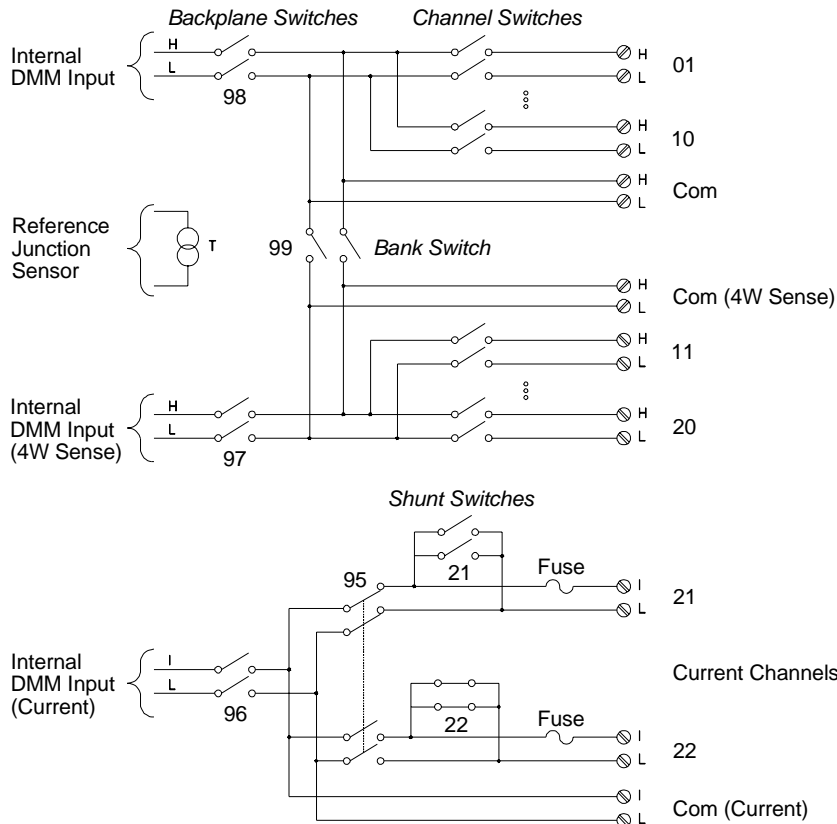 Backplane Switches
Channel Switches
Internal
DMM Input
H
L
98
H
L
01
H
L
10
H
L
Com
Reference
Junction
Sensor
T
99
Bank Switch
H
L
Com (4W Sense)
H
L
11
Internal
DMM Input
(4W Sense)
H
L
97
H
L
20
Shunt Switches
95
21
Fuse
I
L
21
Internal
DMM Input
(Current)
I
L
96
Current Channels
22
Fuse
I
L
22
I
L
Com (Current)